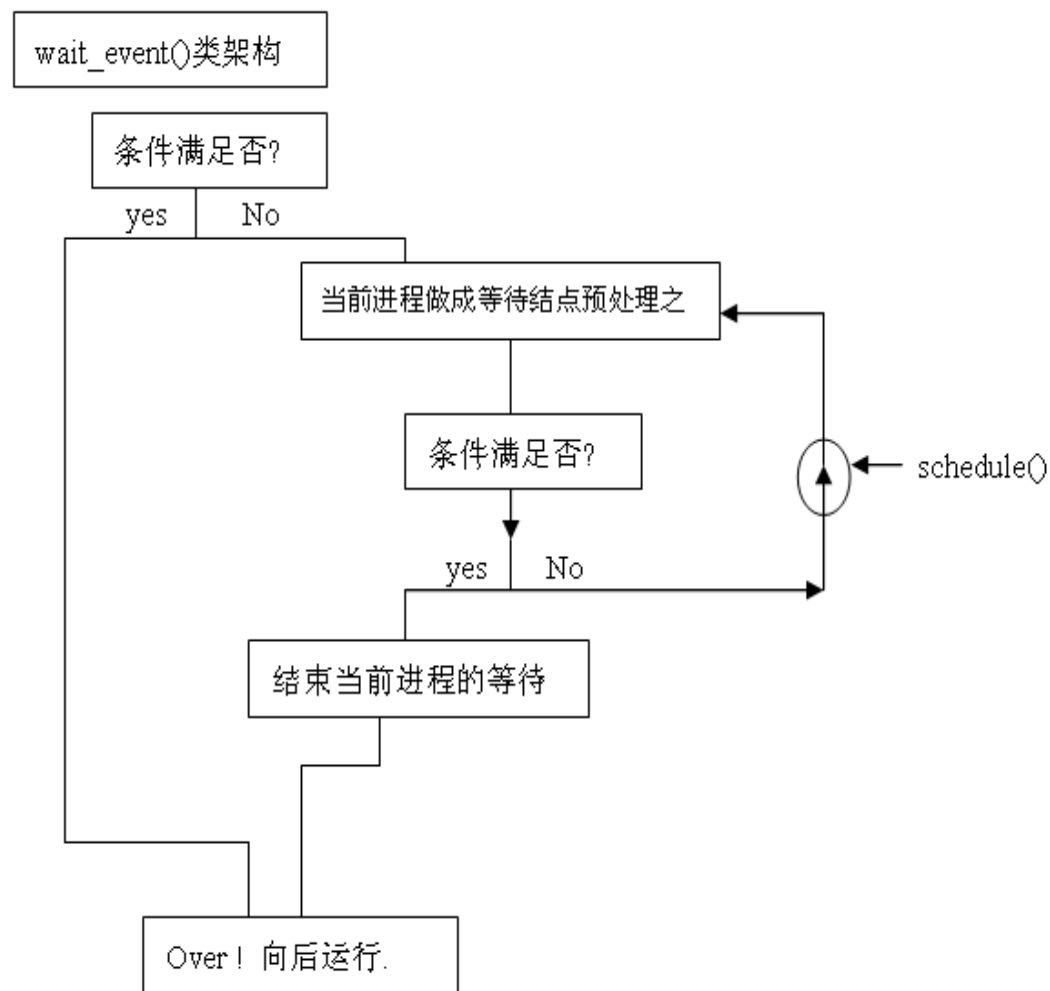 wait_event()类架构
条件满足否?
yes No
当前进程做成等待结点预处理之
条件满足否?
schedule()
yes No
结束当前进程的等待
Over! 向后运行.